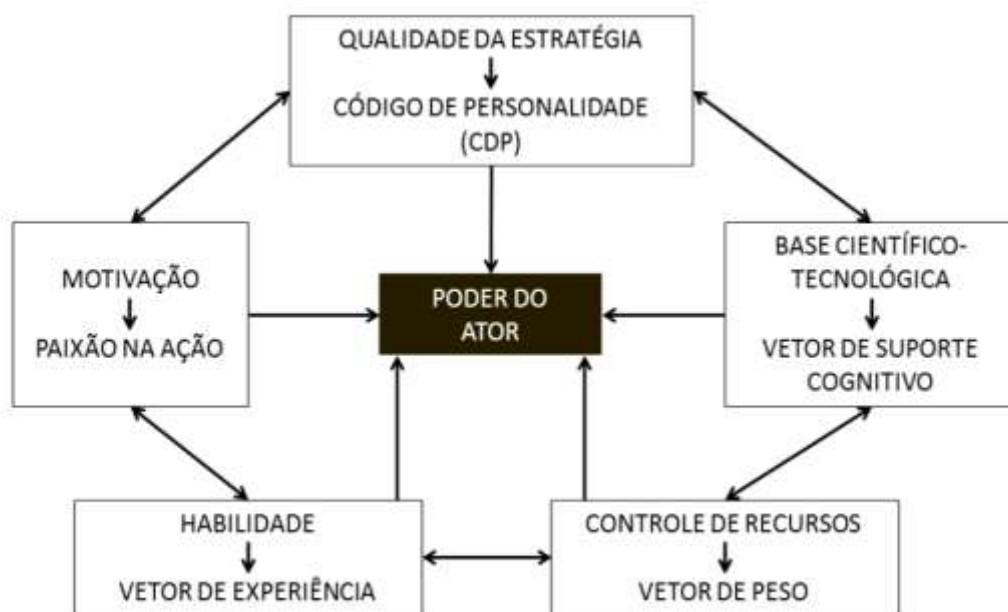 QUALIDADE DA ESTRATÉGIA
CÓDIGO DE PERSONALIDADE
(CDP)
MOTIVAÇÃO
PAIXÃO NA AÇÃO
PODER DO
ATOR
BASE CIENTÍFICO-
TECNOLÓGICA
VETOR DE SUPORTE
COGNITIVO
HABILIDADE
VETOR DE EXPERIÊNCIA
CONTROLE DE RECURSOS
VETOR DE PESO